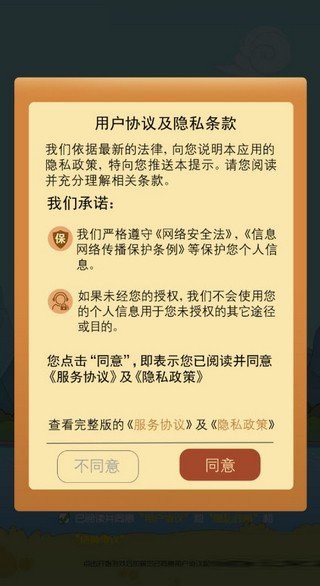 用户协议及隐私条款
我们依据最新的法律，向您说明本应用的
隐私政策，特向您推送本提示。请您阅读
并充分理解相关条款。
我们承诺：
保
我们严格遵守《网络安全法》，《信息
网络传播保护条例》等保护您个人信
息。
如果未经您的授权，我们不会使用您
的个人信息用于您未授权的其它途径
或目的。
您点击“同意”，即表示您已阅读并同意
《服务协议》及《隐私政策》
查看完整版的《服务协议》及《隐私政策》
不同意
同意